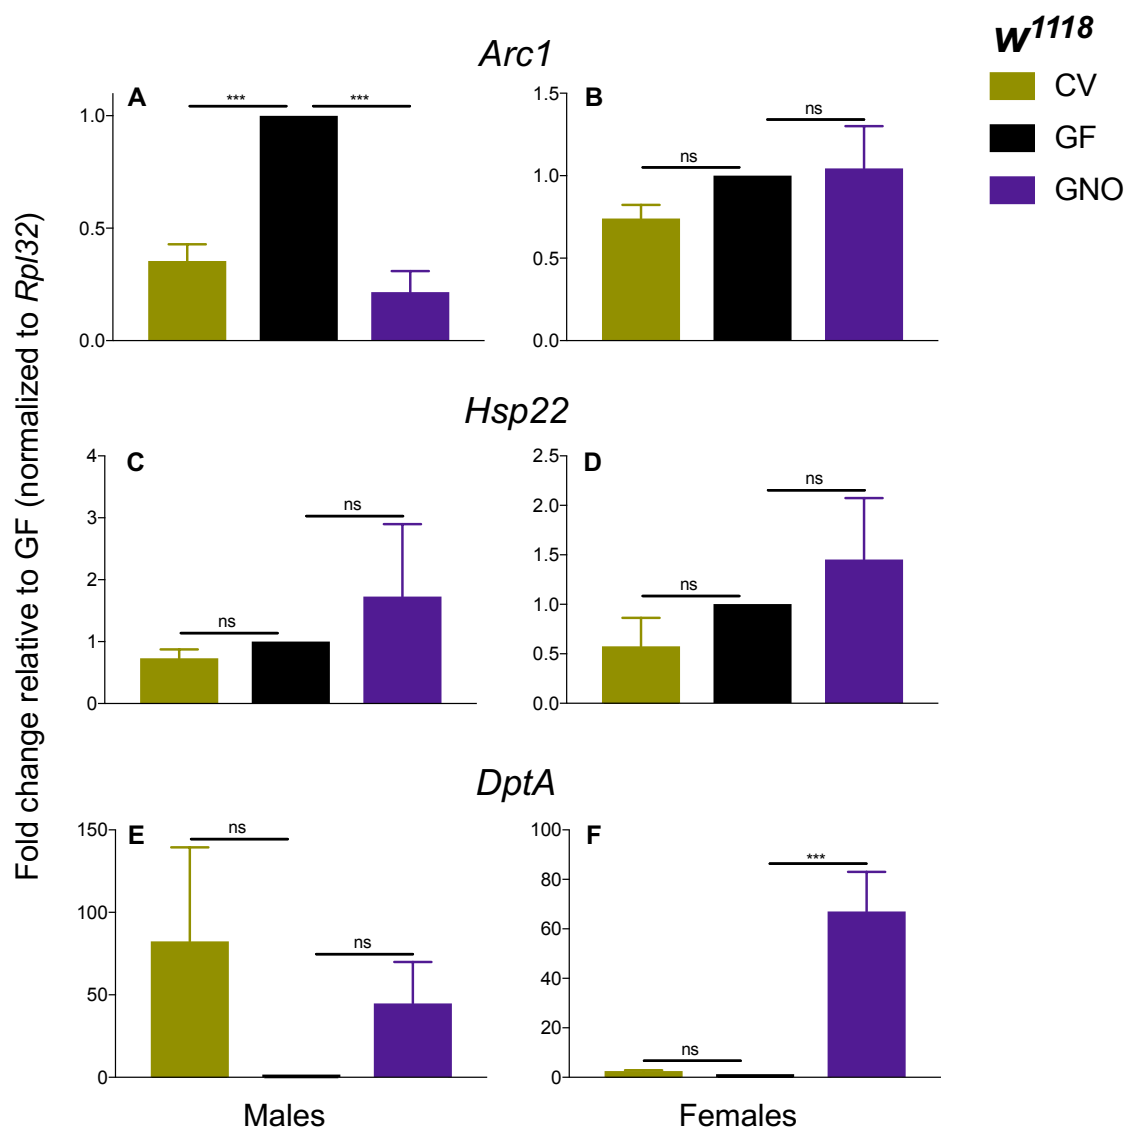 w1118
CV
GF
GNO
Fold change relative to GF (normalized to Rpl32)
Arc1
A
1.0
0.5
0.0
***
***
B
1.5
1.0
0.5
0.0
ns
ns
Hsp22
C
4
3
2
1
0
ns
ns
D
2.5
2.0
1.5
1.0
0.5
0.0
ns
ns
DptA
E
150
100
50
0
ns
ns
F
100
80
60
40
20
0
ns
***
Males
Females